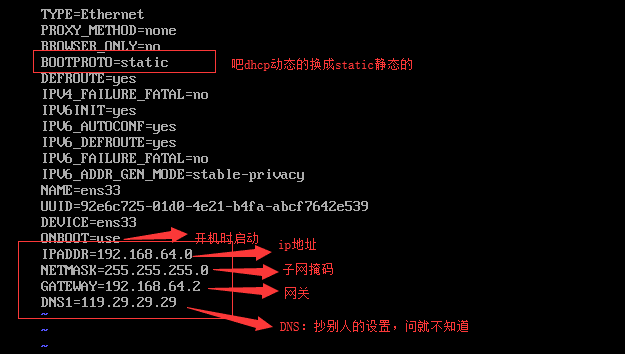 TYPE=Ethernet
PROXY_METHOD=none
BROWSER_ONLY=no
BOOTPROTO=static 吧dhcp动态的换成static静态的
DEFROUTE=yes
IPV4_FAILURE_FATAL=no
IPV6INIT=yes
IPV6_AUTOCONF=yes
IPV6_DEFROUTE=yes
IPV6_FAILURE_FATAL=no
IPV6_ADDR_GEN_MODE=stable-privacy
NAME=ens33
UUID=92e6c725-01d0-4e21-b4fa-abcf7642e539
DEVICE=ens33
ONBOOT=use 开机时启动
IPADDR=192.168.64.0 ip地址
NETMASK=255.255.255.0 子网掩码
GATEWAY=192.168.64.2 网关
DNS1=119.29.29.29
DNS：抄别人的设置，问就不知道
~
~
~